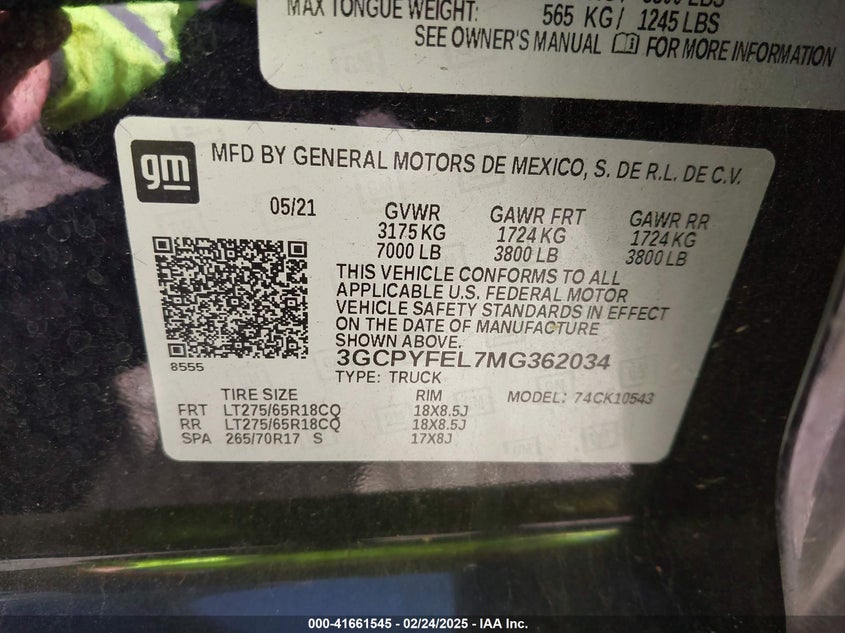 MAX TONGUE WEIGHT: 565 KG/ 1245 LBS
SEE OWNER'S MANUAL FOR MORE INFORMATION
gm
MFD BY GENERAL MOTORS DE MEXICO, S. DE R.L. DE C.V.
05/21 GVWR GAWR FRT GAWR RR
3175 KG 1724 KG 1724 KG
7000 LB 3800 LB 3800 LB
THIS VEHICLE CONFORMS TO ALL
APPLICABLE U.S. FEDERAL MOTOR
VEHICLE SAFETY STANDARDS IN EFFECT
ON THE DATE OF MANUFACTURE
SHOWN ABOVE.
8555
3GCPYFEL7MG362034
TYPE: TRUCK
TIRE SIZE RIM MODEL: 74CK10543
FRT LT275/65R18CQ 18X8.5J
RR LT275/65R18CQ 18X8.5J
SPA 265/70R17 S 17X8J
000-41661545 - 02/24/2025 - IAA Inc.